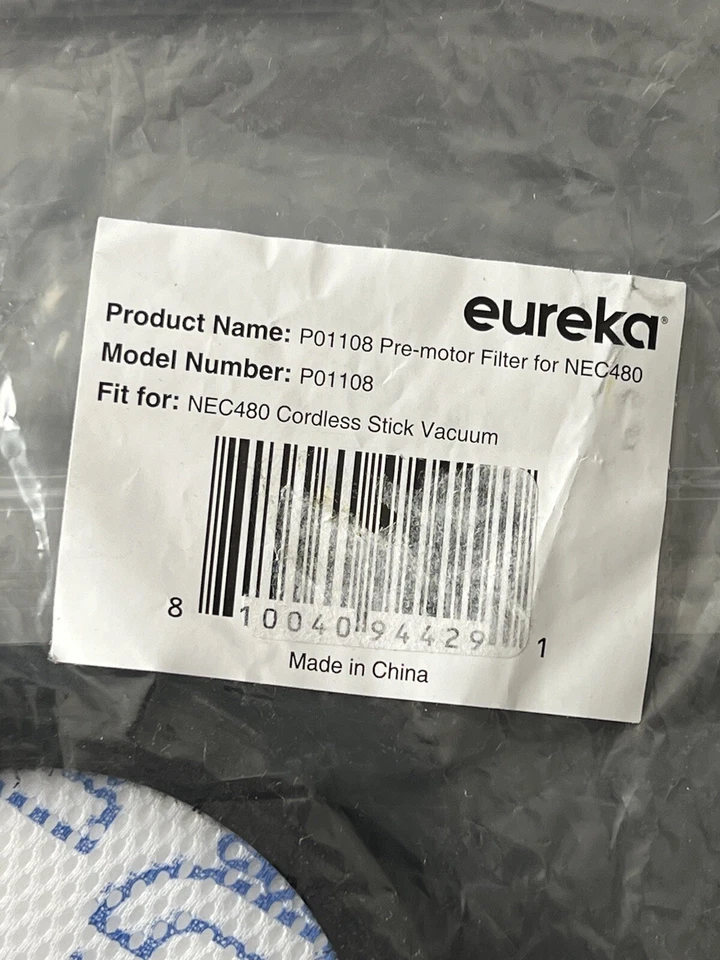 eureka®
Product Name: P01108 Pre-motor Filter for NEC480
Model Number: P01108
Fit for: NEC480 Cordless Stick Vacuum
8 10040 94429 1
Made in China